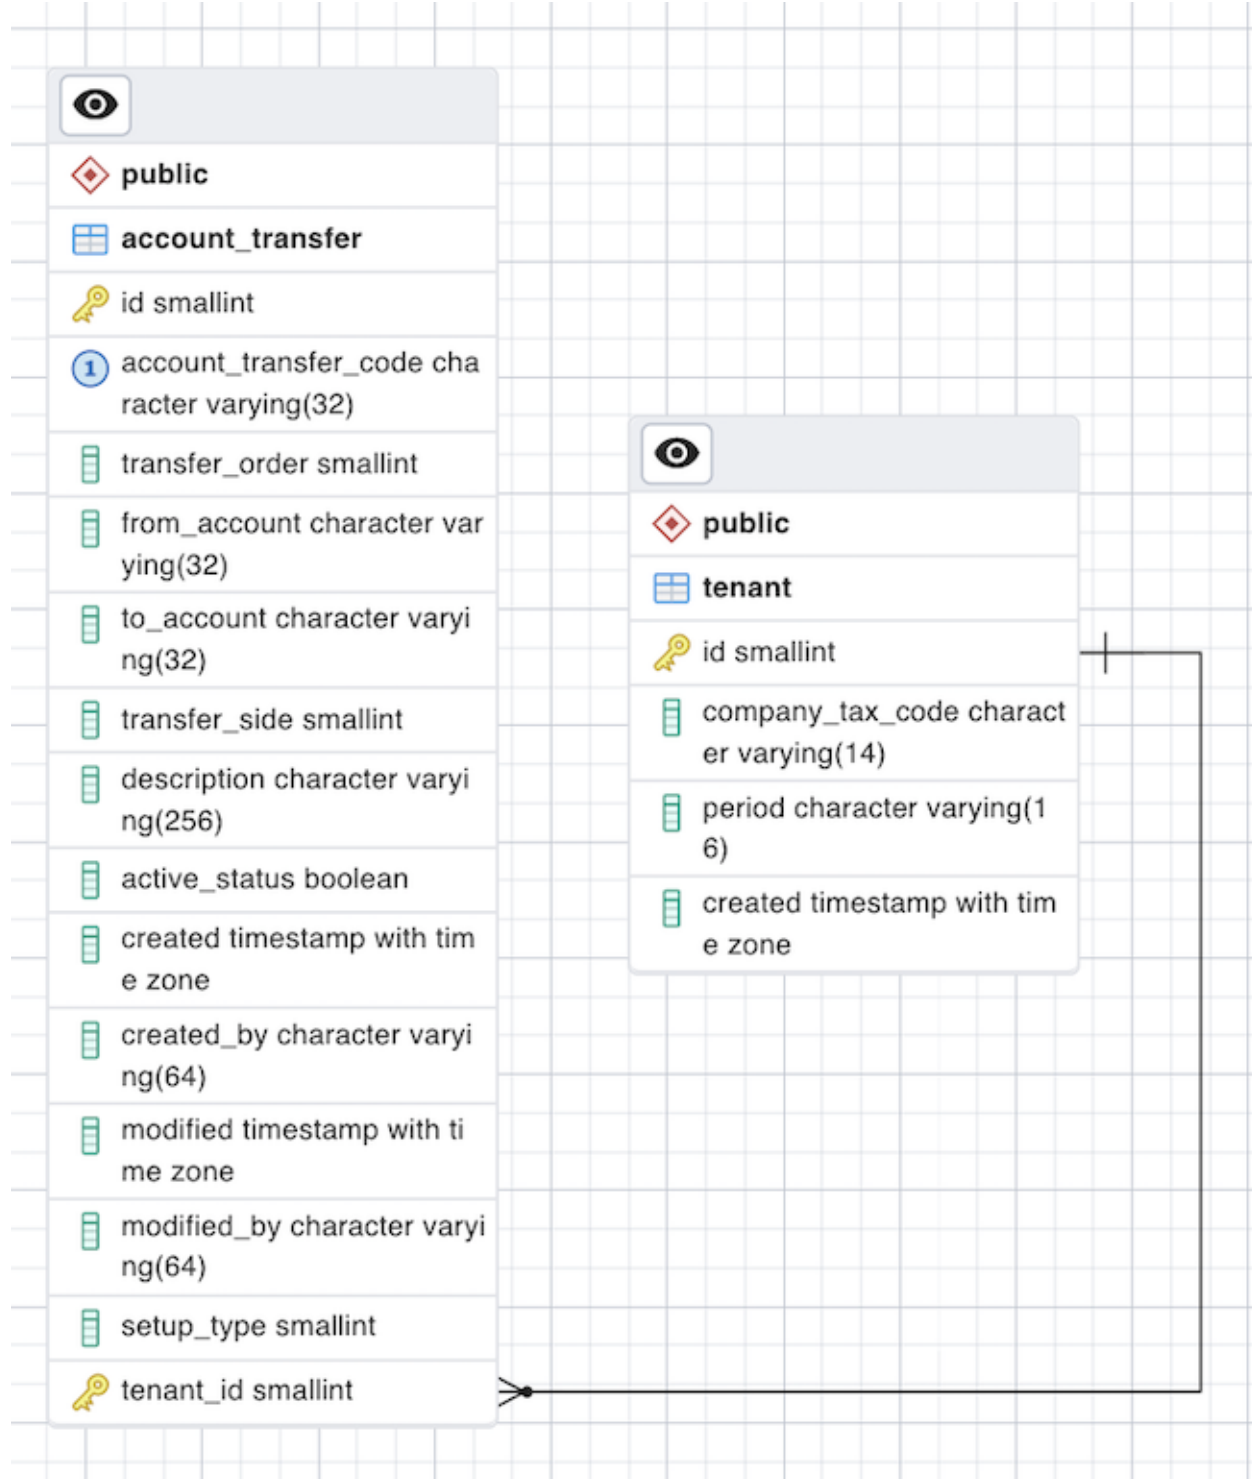 public
account_transfer
id smallint
1
account_transfer_code cha
racter varying(32)
transfer_order smallint
from_account character var
ying(32)
to_account character varyi
ng(32)
transfer_side smallint
description character varyi
ng(256)
active_status boolean
created timestamp with tim
e zone
created_by character varyi
ng(64)
modified timestamp with ti
me zone
modified_by character varyi
ng(64)
setup_type smallint
tenant_id smallint
public
tenant
id smallint
company_tax_code charact
er varying(14)
period character varying(1
6)
created timestamp with tim
e zone